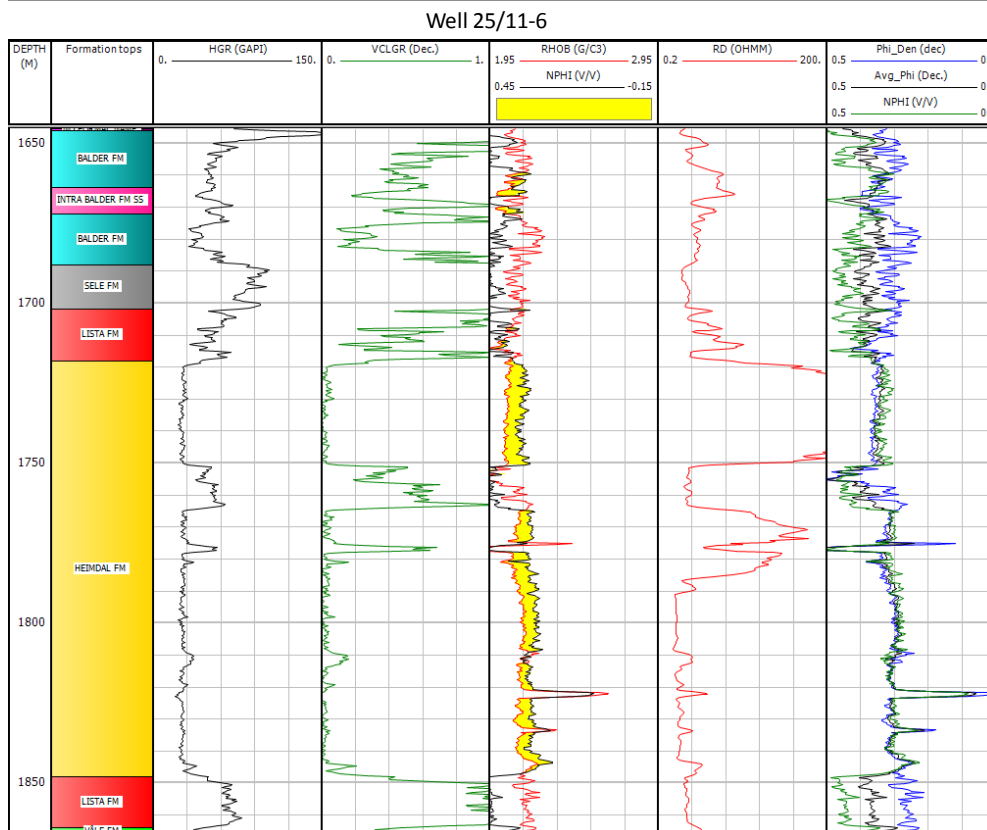 Well 25/11-6
DEPTH (M) Formation tops HGR (GAPI) VCLGR (Dec.) RHOB (G/C3) RD (OHMM) Phi_Den (dec)
0. 150. 0. 1. 1.95 2.95 0.2 200. 0.5 0
NPHI (V/V) Avg_Phi (Dec.)
0.45 -0.15 0.5 0
NPHI (V/V)
0.5 0
1650
BALDER FM
INTRA BALDER FM SS
BALDER FM
SELE FM
1700
LISTA FM
1750
HEIMDAL FM
1800
1850
LISTA FM